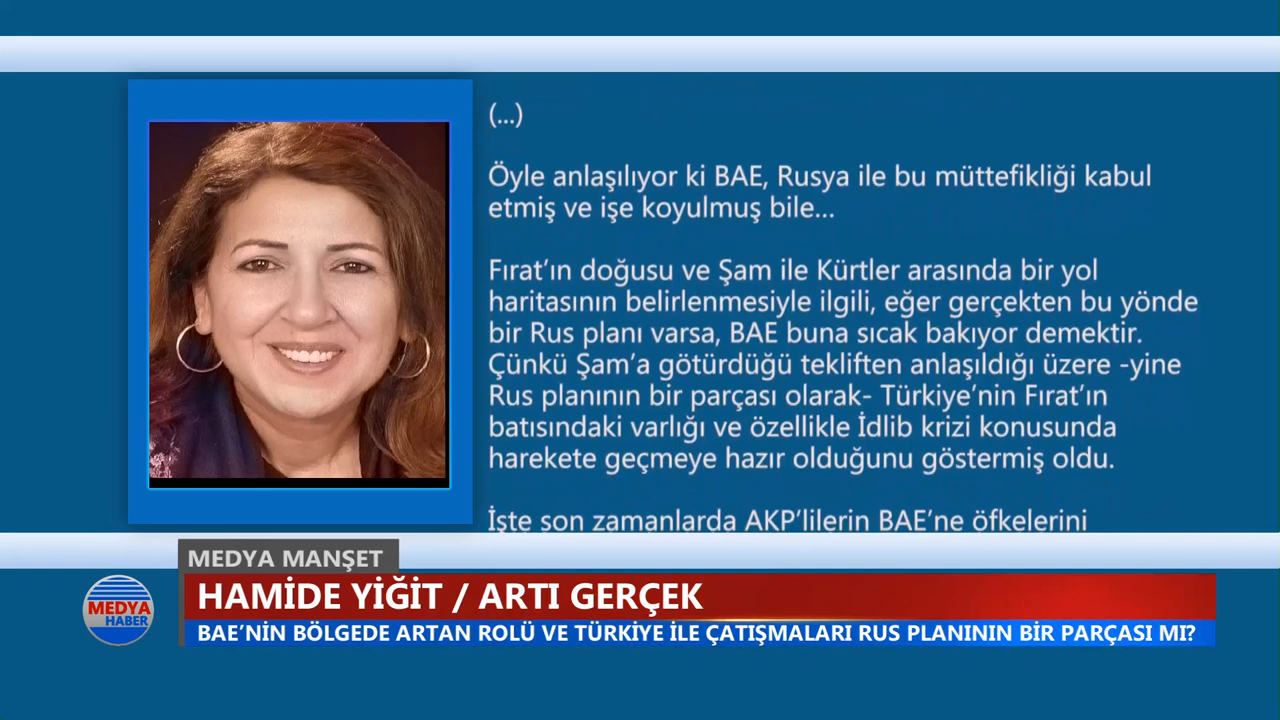 (...)
Öyle anlaşılıyor ki BAE, Rusya ile bu müttefikliği kabul
etmiş ve işe koyulmuş bile...
Fırat’ın doğusu ve Şam ile Kürtler arasında bir yol
haritasının belirlenmesiyle ilgili, eğer gerçekten bu yönde
bir Rus planı varsa, BAE buna sıcak bakıyor demektir.
Çünkü Şam’a götürdüğü tekliften anlaşıldığı üzere -yine
Rus planının bir parçası olarak- Türkiye’nin Fırat’ın
batısındaki varlığı ve özellikle İdlib krizi konusunda
harekete geçmeye hazır olduğunu göstermiş oldu.
İşte son zamanlarda AKP’lilerin BAE’ne öfkelerini
MEDYA MANŞET
HAMİDE YİĞİT / ARTI GERÇEK
BAE’NİN BÖLGEDE ARTAN ROLÜ VE TÜRKİYE İLE ÇATIŞMALARI RUS PLANININ BİR PARÇASI MI?
MEDYA
HABER